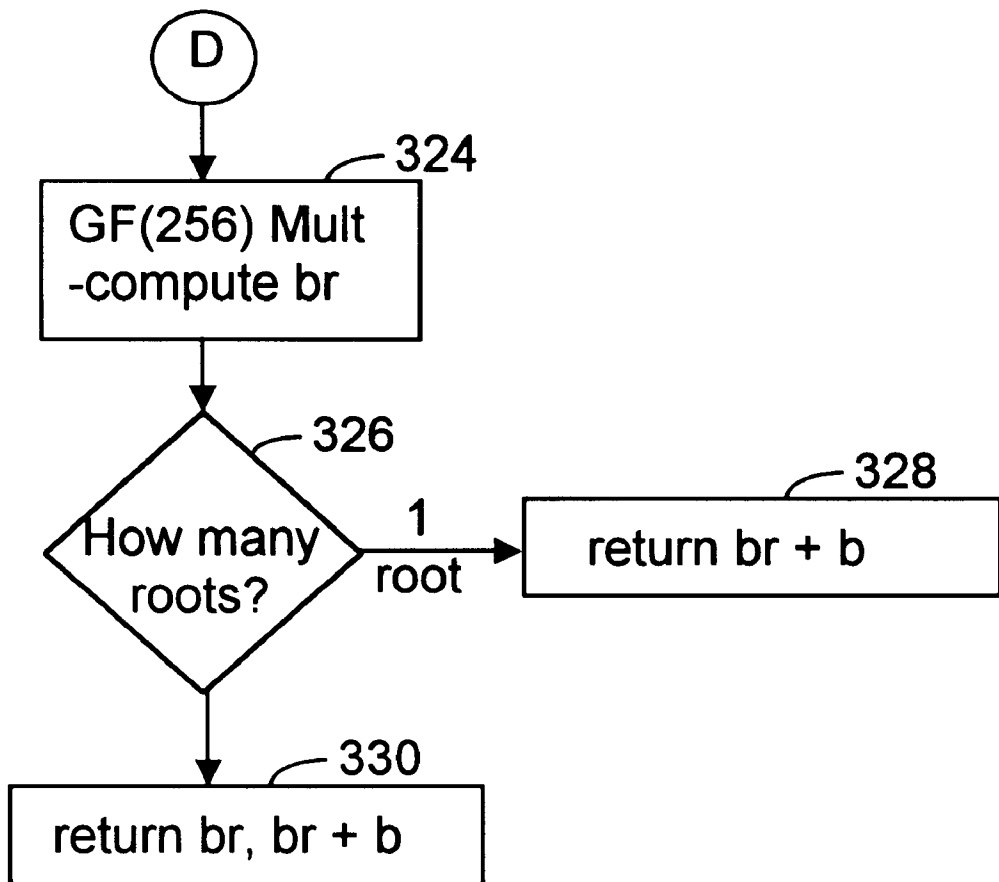 D
324
GF(256) Mult
-compute br
326
How many
roots?
1
root
328
return br + b
330
return br, br + b